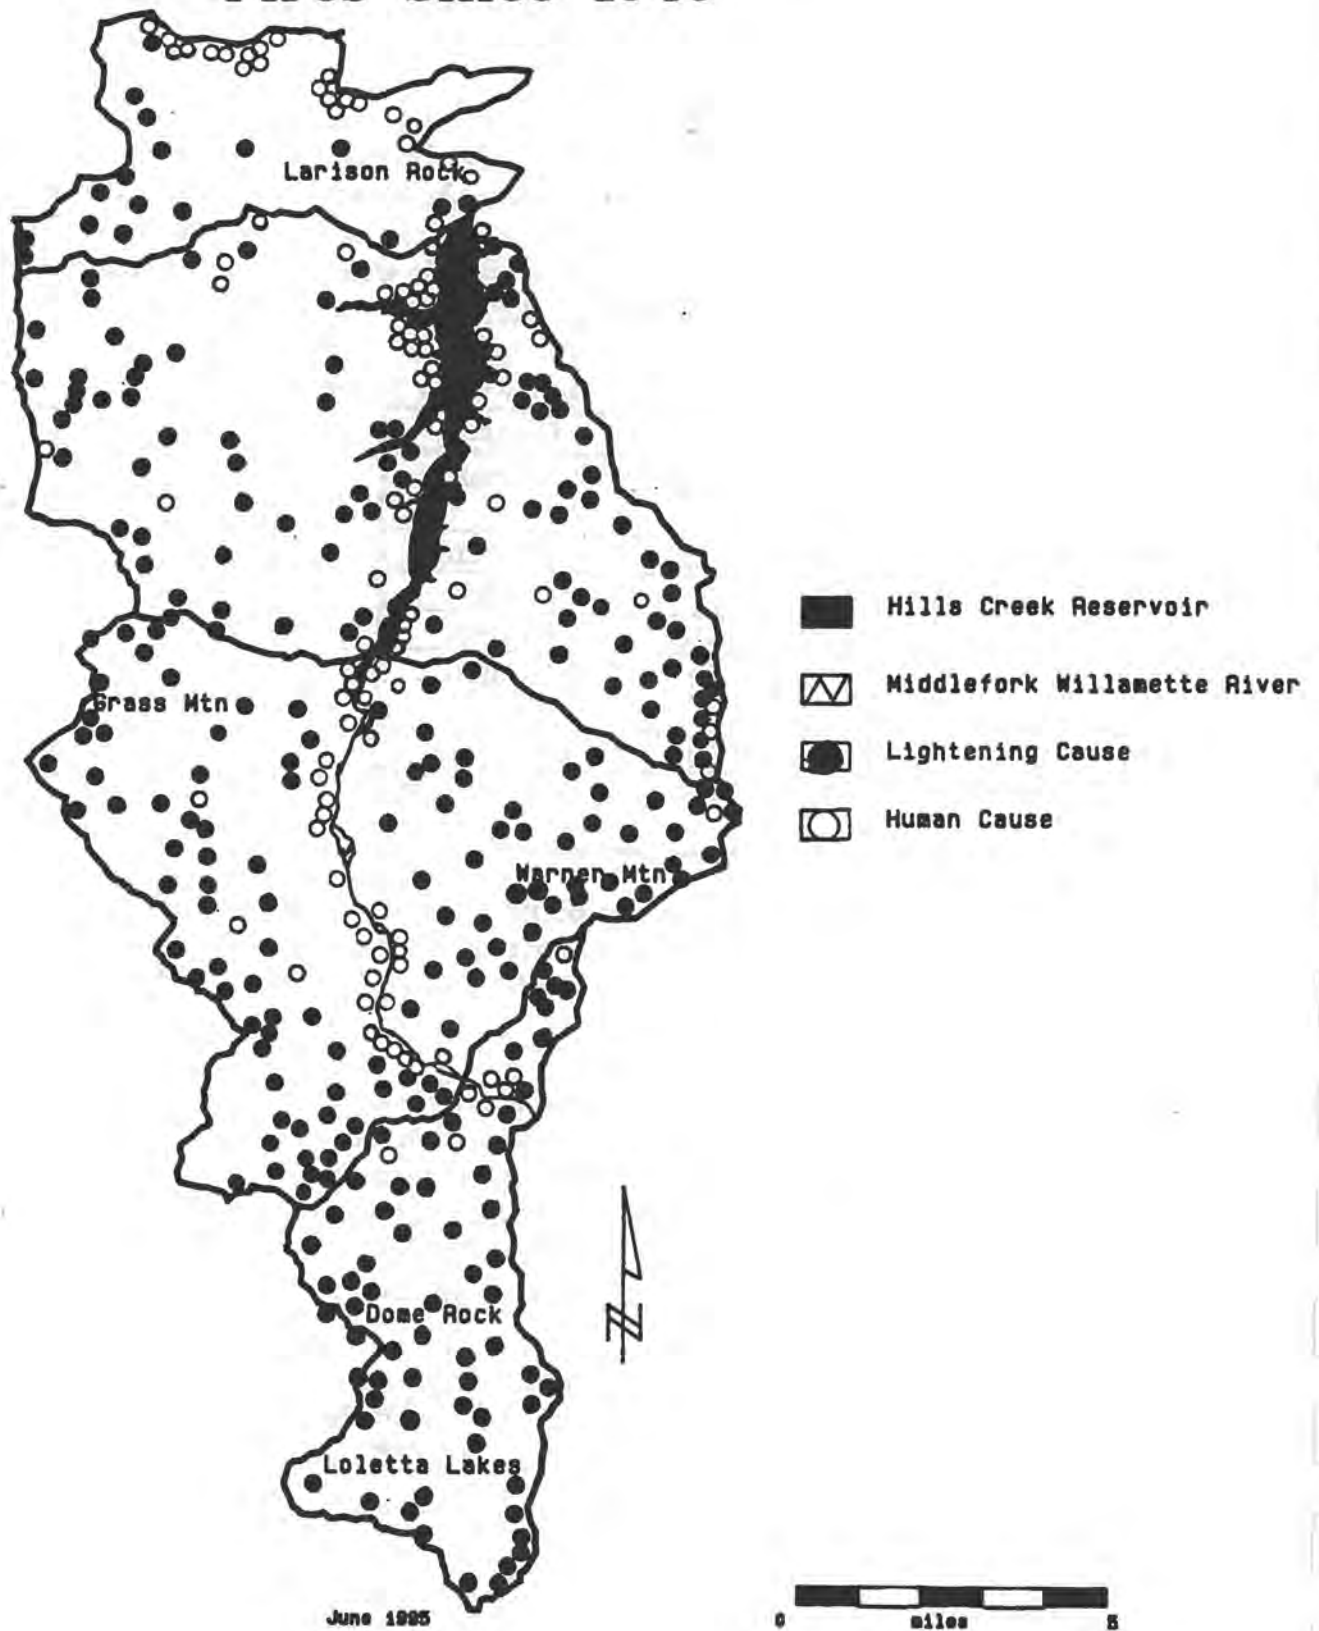 Larison Rock
Grass Mtn
Warner Mtn
Dome Rock
Loletta Lakes
Hills Creek Reservoir
Middlefork Willamette River
Lightening Cause
Human Cause
June 1995
0 miles 5